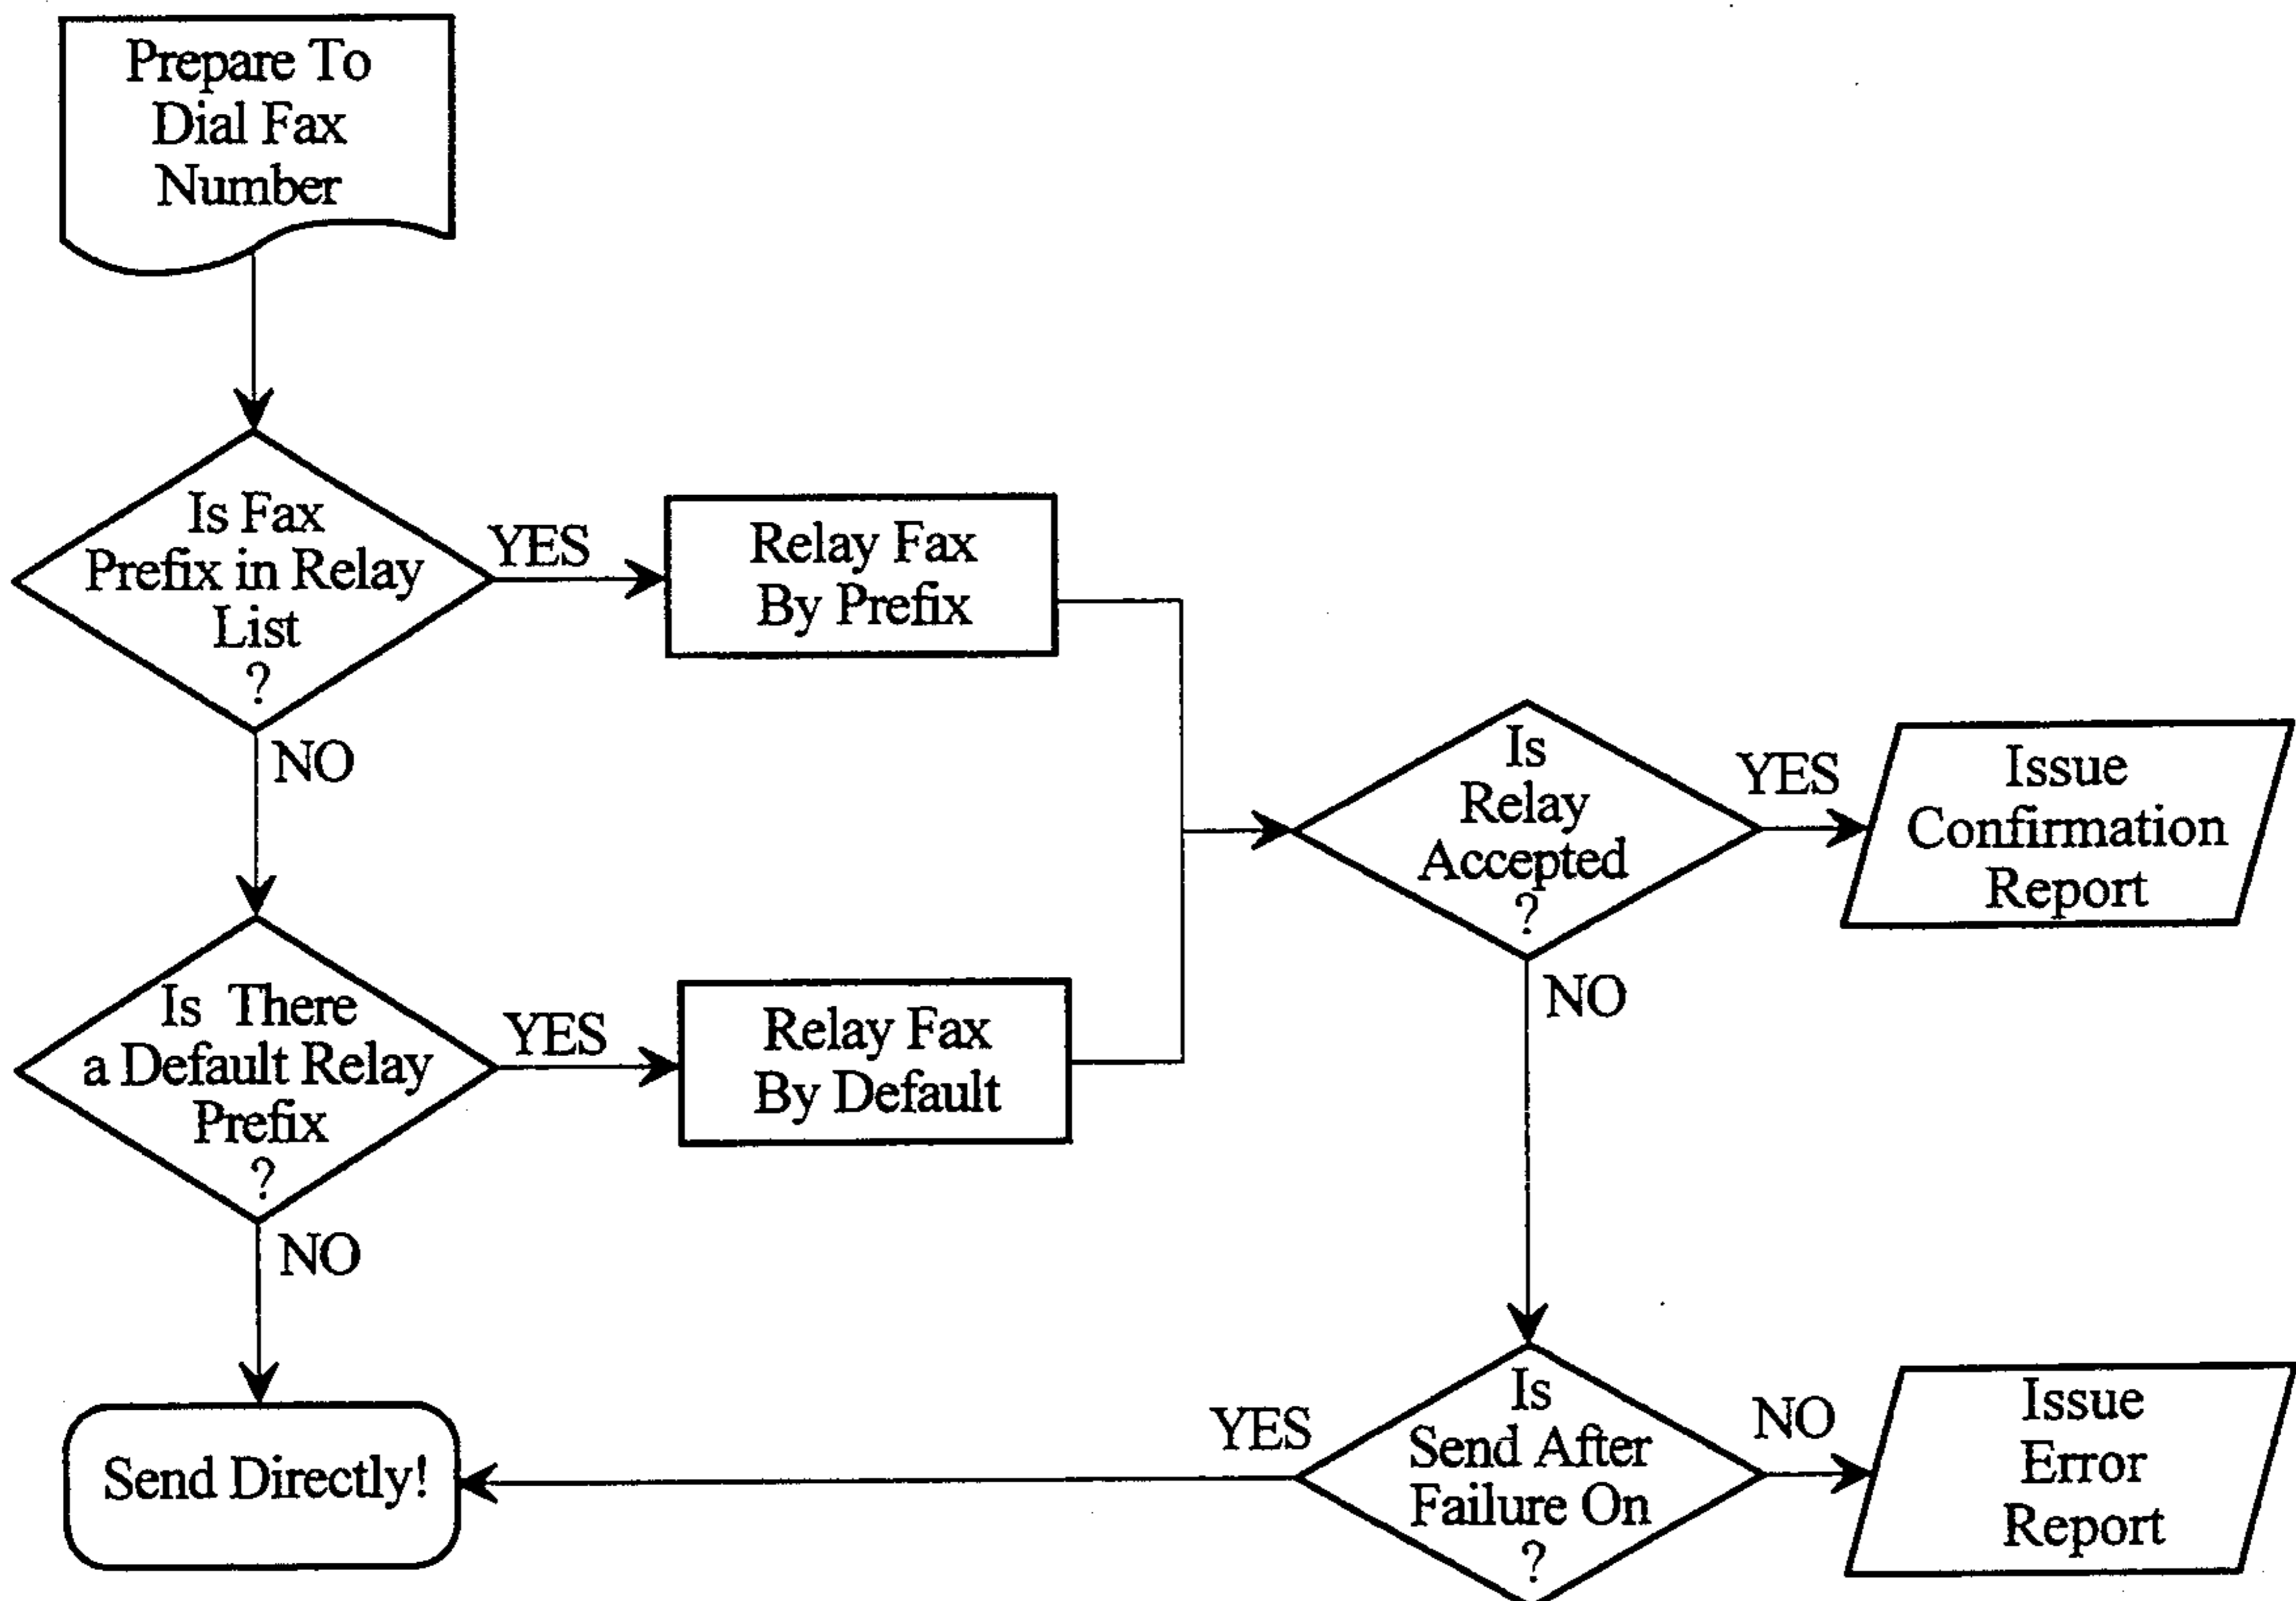 Prepare To
Dial Fax
Number
Is Fax
Prefix in Relay
List
?
YES
Relay Fax
By Prefix
NO
Is There
a Default Relay
Prefix
?
YES
Relay Fax
By Default
NO
Send Directly!
Is
Relay
Accepted
?
YES
Issue
Confirmation
Report
NO
Is
Send After
Failure On
?
YES
NO
Issue
Error
Report